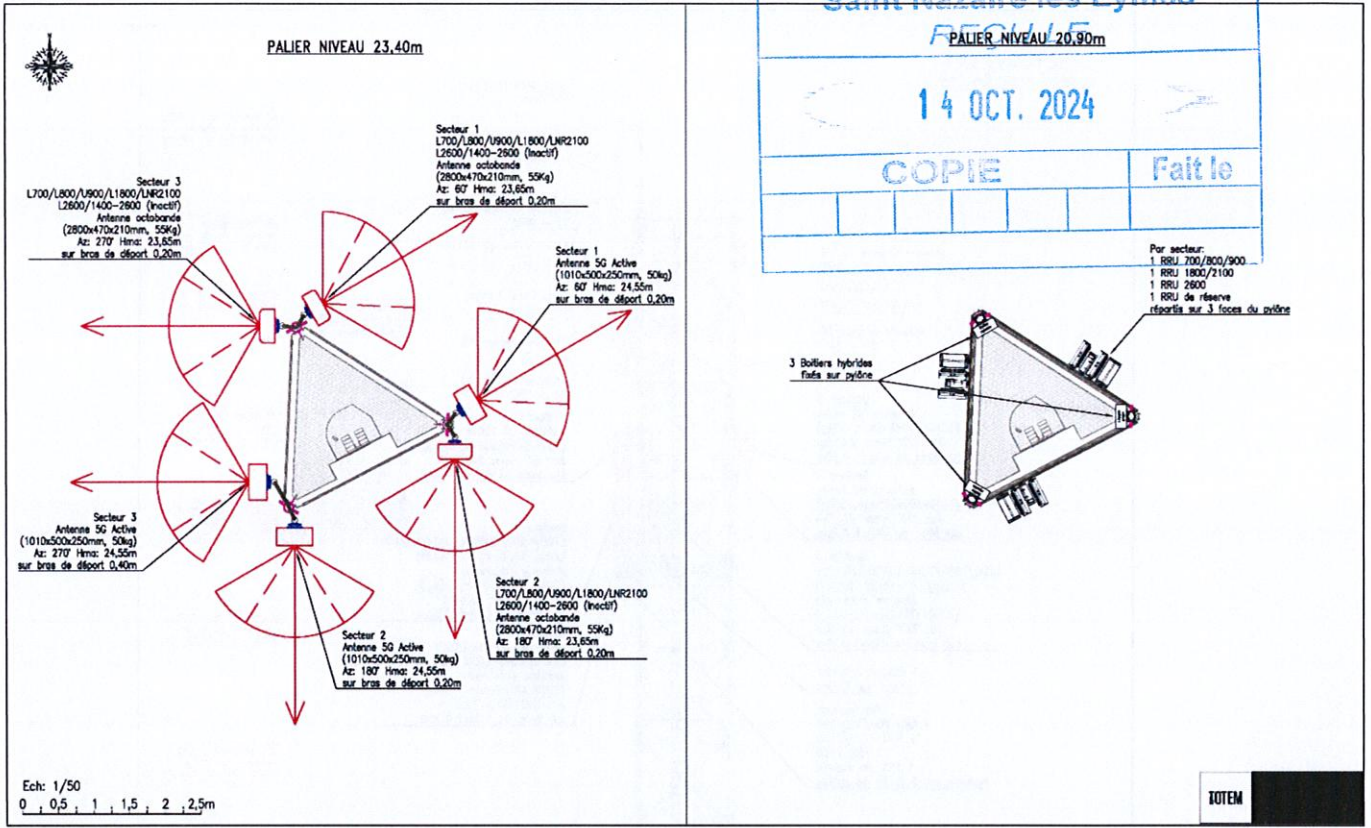 PALIER NIVEAU 23,40m
Secteur 1
L700/L800/U900/L1800/LNR2100
L2600/1400-2600 (Inactif)
Antenne octobande
(2800x470x210mm, 55Kg)
Az: 60° Hma: 23,65m
sur bras de déport 0,20m
Secteur 3
L700/L800/U900/L1800/LNR2100
L2600/1400-2600 (Inactif)
Antenne octobande
(2800x470x210mm, 55Kg)
Az: 270° Hma: 23,65m
sur bras de déport 0,20m
Secteur 1
Antenne 5G Active
(1010x500x250mm, 50kg)
Az: 60° Hma: 24,55m
sur bras de déport 0,20m
Secteur 3
Antenne 5G Active
(1010x500x250mm, 50kg)
Az: 270° Hma: 24,55m
sur bras de déport 0,40m
Secteur 2
L700/L800/U900/L1800/LNR2100
L2600/1400-2600 (Inactif)
Antenne octobande
(2800x470x210mm, 55Kg)
Az: 180° Hma: 23,65m
sur bras de déport 0,20m
Secteur 2
Antenne 5G Active
(1010x500x250mm, 50kg)
Az: 180° Hma: 24,55m
sur bras de déport 0,20m
Ech: 1/50
0 0,5 1 1,5 2 2,5m
Saint Nazaire les Eymes
REÇU LE
PALIER NIVEAU 20,90m
14 OCT. 2024
COPIE
Fait le
Par secteur:
1 RRU 700/800/900
1 RRU 1800/2100
1 RRU 2600
1 RRU de réserve
répartis sur 3 faces du pylône
3 Boitiers hybrides
fixés sur pylône
TOTEM